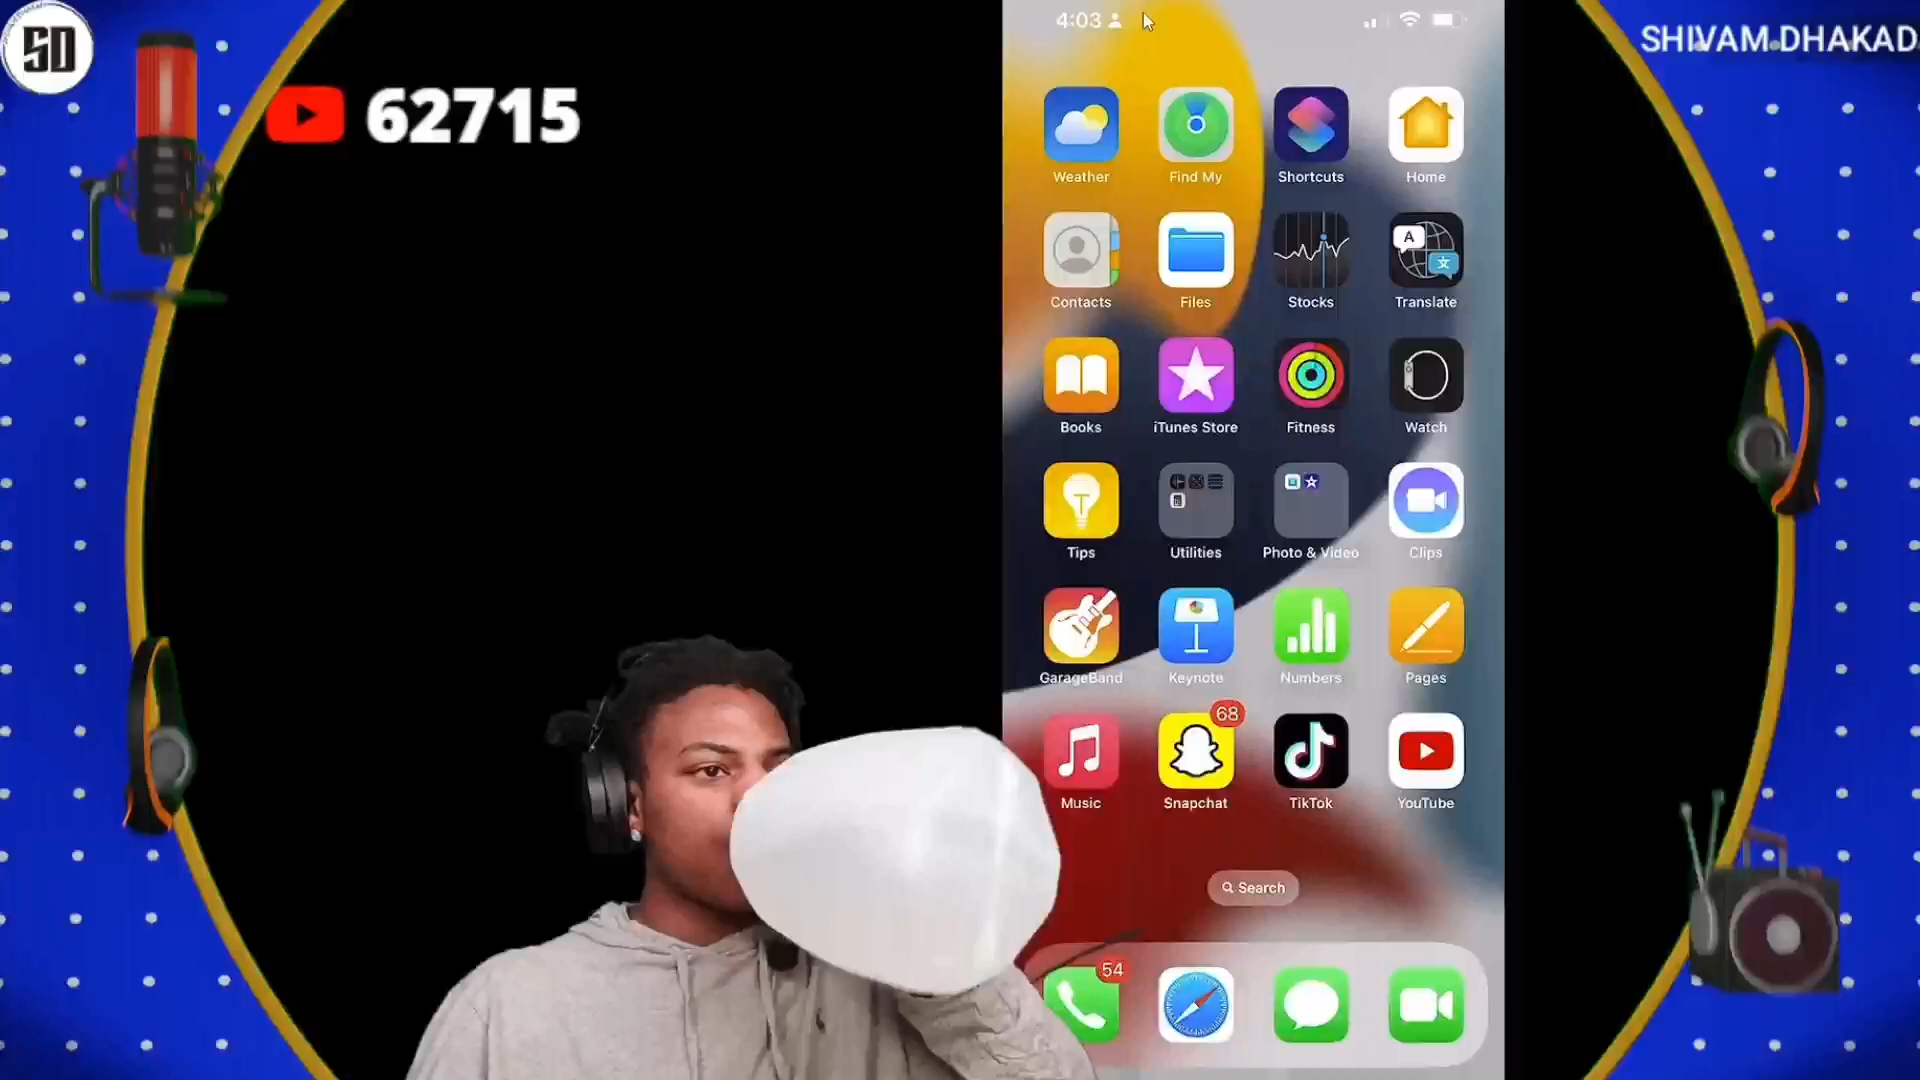 SD
SHIVAM DHAKAD
62715
4:03
Weather
Find My
Shortcuts
Home
Contacts
Files
Stocks
Translate
Books
iTunes Store
Fitness
Watch
Tips
Utilities
Photo & Video
Clips
GarageBand
Keynote
Numbers
Pages
68
Music
Snapchat
TikTok
YouTube
Search
54